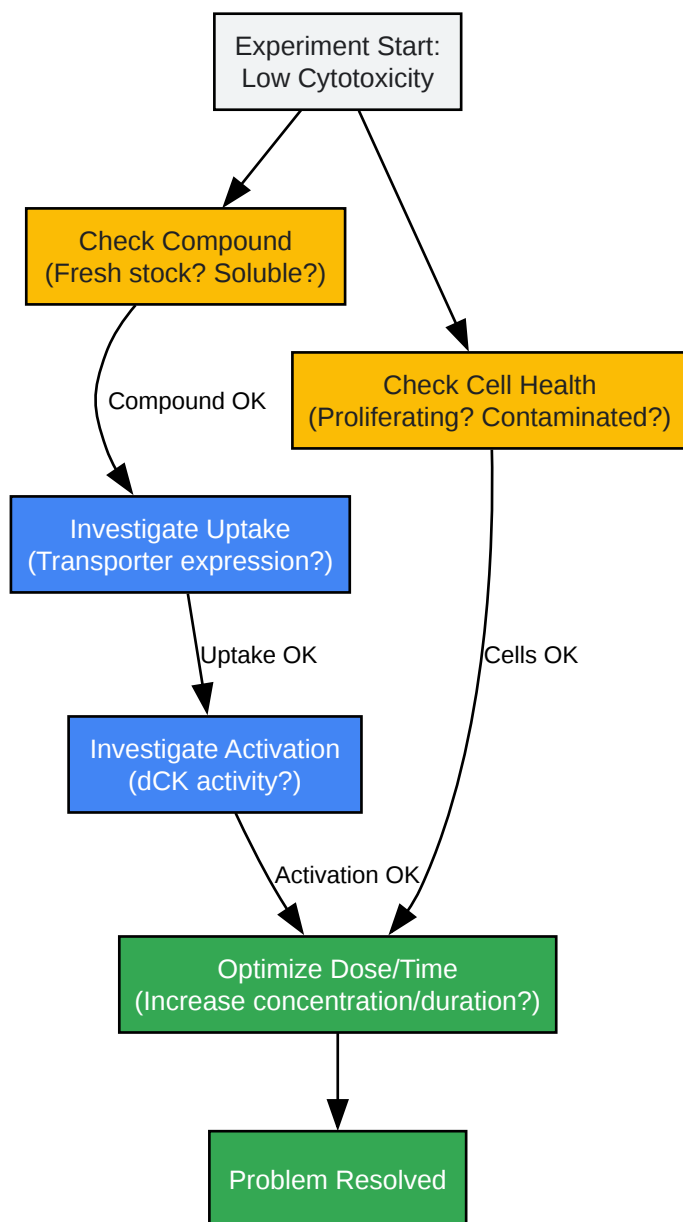 Experiment Start:
Low Cytotoxicity
Check Compound
(Fresh stock? Soluble?)
Check Cell Health
(Proliferating? Contaminated?)
Compound OK
Investigate Uptake
(Transporter expression?)
Uptake OK
Cells OK
Investigate Activation
(dCK activity?)
Activation OK
Optimize Dose/Time
(Increase concentration/duration?)
Problem Resolved